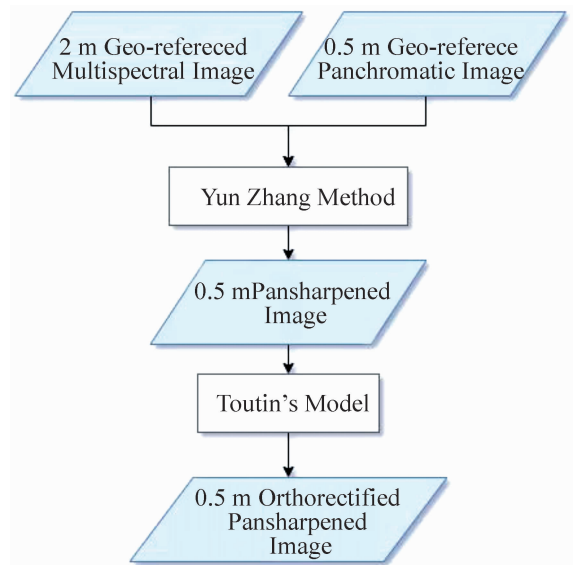 2 m Geo-refereced
Multispectral Image
0.5 m Geo-referece
Panchromatic Image
Yun Zhang Method
0.5 mPansharpened
Image
Toutin's Model
0.5 m Orthorectified
Pansharpened
Image